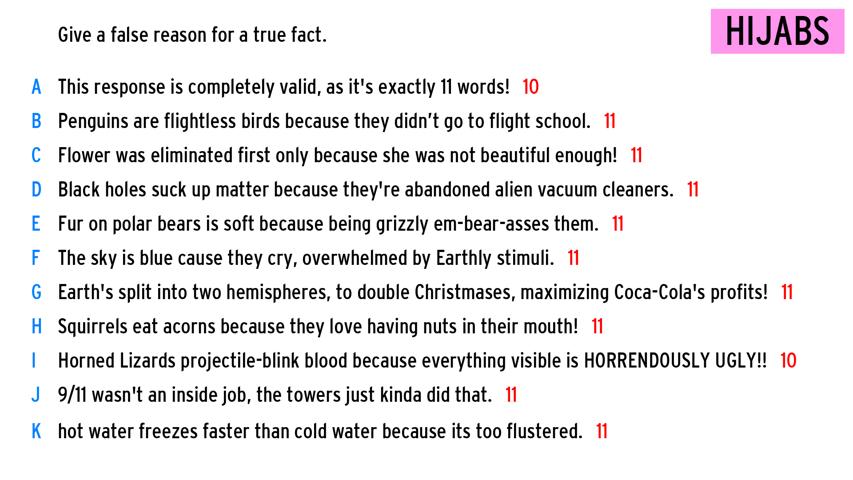 Give a false reason for a true fact.
HIJABS
A This response is completely valid, as it's exactly 11 words! 10
B Penguins are flightless birds because they didn’t go to flight school. 11
C Flower was eliminated first only because she was not beautiful enough! 11
D Black holes suck up matter because they're abandoned alien vacuum cleaners. 11
E Fur on polar bears is soft because being grizzly em-bear-asses them. 11
F The sky is blue cause they cry, overwhelmed by Earthly stimuli. 11
G Earth's split into two hemispheres, to double Christmases, maximizing Coca-Cola's profits! 11
H Squirrels eat acorns because they love having nuts in their mouth! 11
I Horned Lizards projectile-blink blood because everything visible is HORRENDOUSLY UGLY!! 10
J 9/11 wasn't an inside job, the towers just kinda did that. 11
K hot water freezes faster than cold water because its too flustered. 11